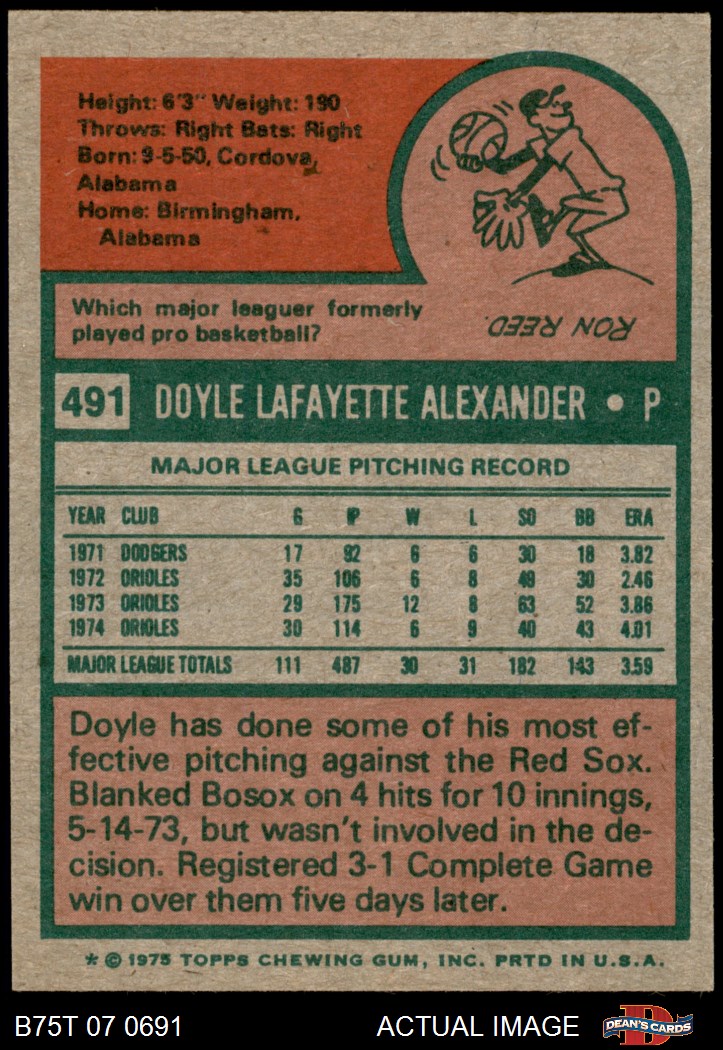 Height: 6'3" Weight: 190
Throws: Right Bats: Right
Born: 9-5-50, Cordova,
Alabama
Home: Birmingham,
Alabama
Which major leaguer formerly
played pro basketball?
RON REED.
491 DOYLE LAFAYETTE ALEXANDER • P
MAJOR LEAGUE PITCHING RECORD
YEAR CLUB G IP W L SO BB ERA
1971 DODGERS 17 92 6 6 30 18 3.82
1972 ORIOLES 35 106 6 8 49 30 2.46
1973 ORIOLES 29 175 12 8 63 52 3.86
1974 ORIOLES 30 114 6 9 40 43 4.01
MAJOR LEAGUE TOTALS 111 487 30 31 182 143 3.59
Doyle has done some of his most ef-
fective pitching against the Red Sox.
Blanked Bosox on 4 hits for 10 innings,
5-14-73, but wasn't involved in the de-
cision. Registered 3-1 Complete Game
win over them five days later.
* © 1975 TOPPS CHEWING GUM, INC. PRTD IN U.S.A.
B75T 07 0691 ACTUAL IMAGE D DEAN'S CARDS